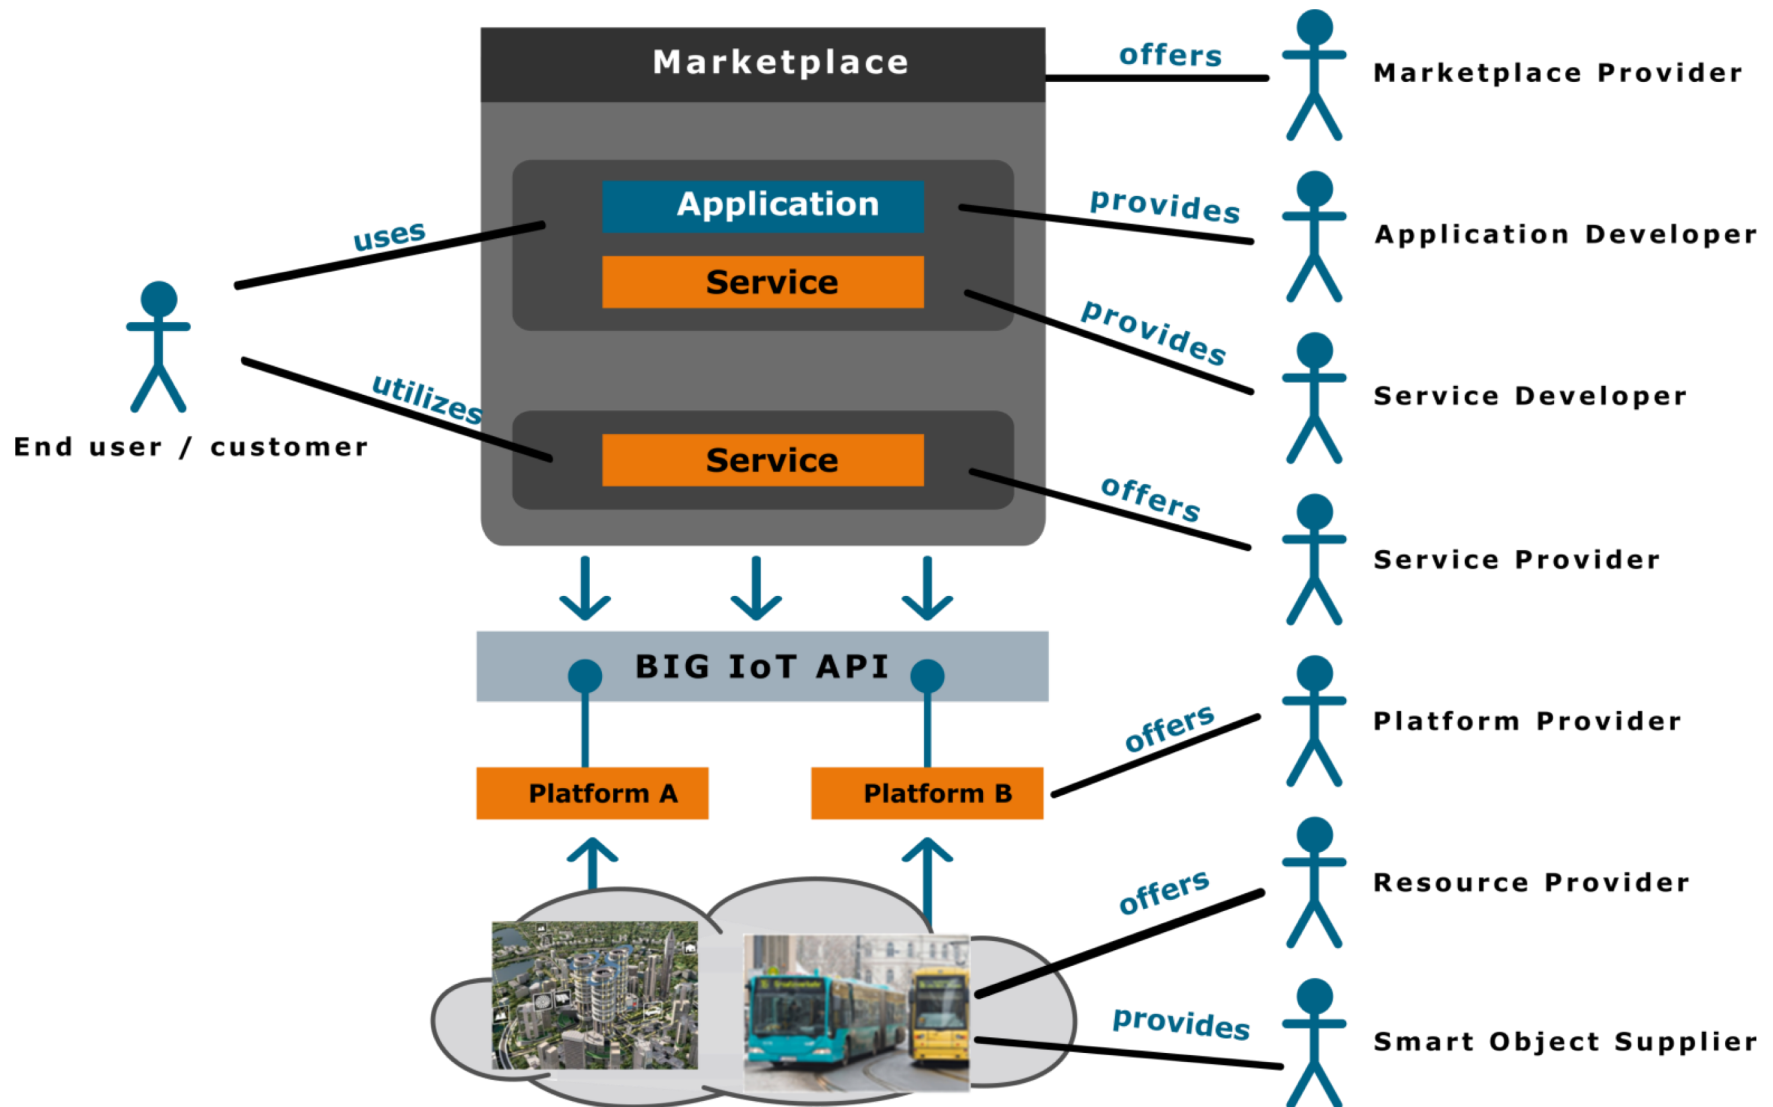 Marketplace
offers
Marketplace Provider
Application
provides
Application Developer
uses
Service
provides
Service Developer
utilizes
End user / customer
Service
offers
Service Provider
BIG IoT API
offers
Platform Provider
Platform A
Platform B
offers
Resource Provider
provides
Smart Object Supplier